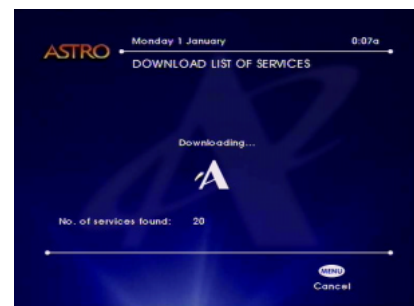 ASTRO
Monday 1 January 0:07a
DOWNLOAD LIST OF SERVICES
Downloading...
No. of services found: 20
MENU
Cancel